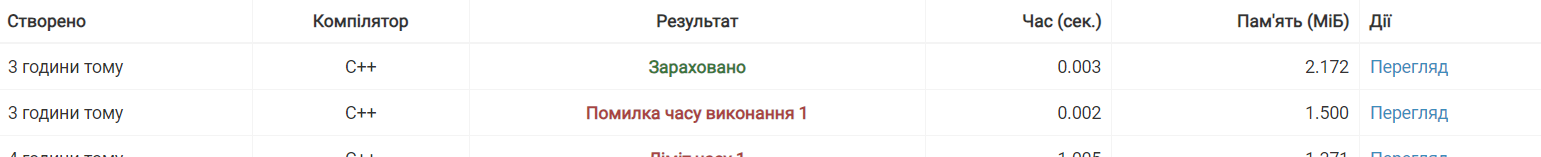 Створено Компілятор Результат Час (сек.) Пам'ять (МіБ) Дії
3 години тому C++ Зараховано 0.003 2.172 Перегляд
3 години тому C++ Помилка часу виконання 1 0.002 1.500 Перегляд